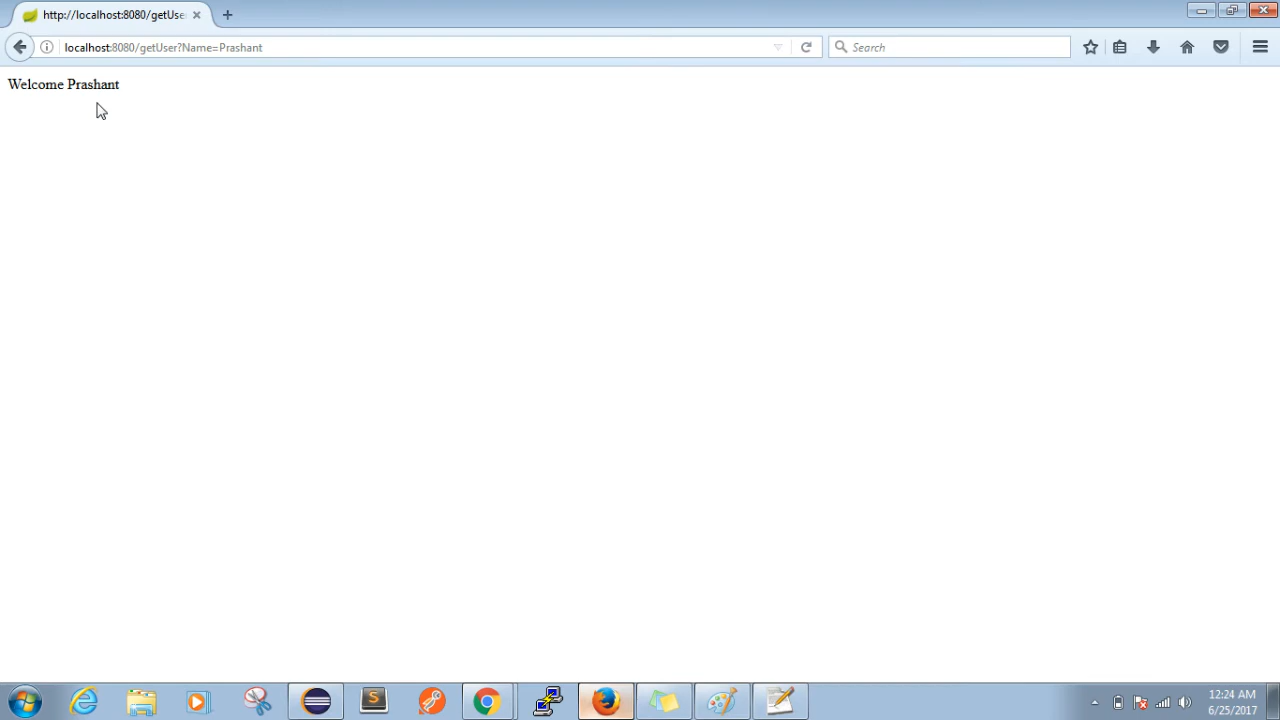 http://localhost:8080/getUse
localhost:8080/getUser?Name=Prashant
Search
Welcome Prashant
S
12:24 AM
6/25/2017